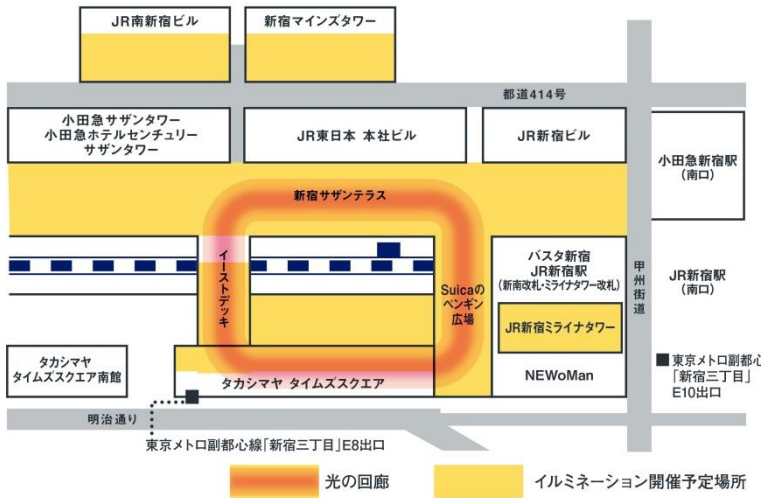 JR南新宿ビル
新宿マインズタワー
都道414号
小田急サザンタワー
小田急ホテルセンチュリー
サザンタワー
JR東日本 本社ビル
JR新宿ビル
小田急新宿駅
(南口)
新宿サザンテラス
イーストデッキ
Suicaの
ペンギン
広場
バスタ新宿
JR新宿駅
(新南改札・ミライナタワー改札)
甲州街道
JR新宿駅
(南口)
JR新宿ミライナタワー
タカシマヤ
タイムズスクエア南館
タカシマヤ タイムズスクエア
NEWoMan
東京メトロ副都心
「新宿三丁目」
E10出口
明治通り
東京メトロ副都心線「新宿三丁目」E8出口
光の回廊
イルミネーション開催予定場所